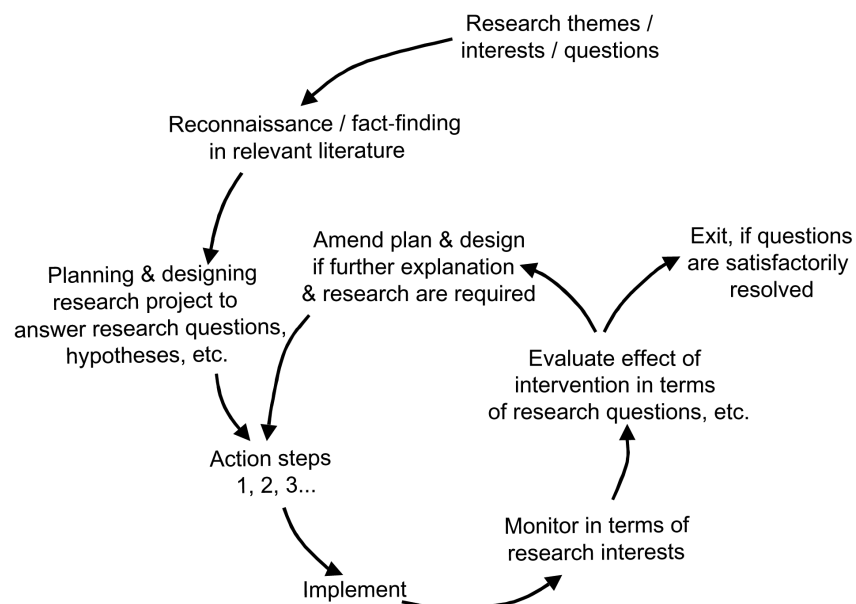 Research themes /
interests / questions
Reconnaissance / fact-finding
in relevant literature
Planning & designing
research project to
answer research questions,
hypotheses, etc.
Amend plan & design
if further explanation
& research are required
Exit, if questions
are satisfactorily
resolved
Evaluate effect of
intervention in terms
of research questions, etc.
Action steps
1, 2, 3...
Monitor in terms of
research interests
Implement